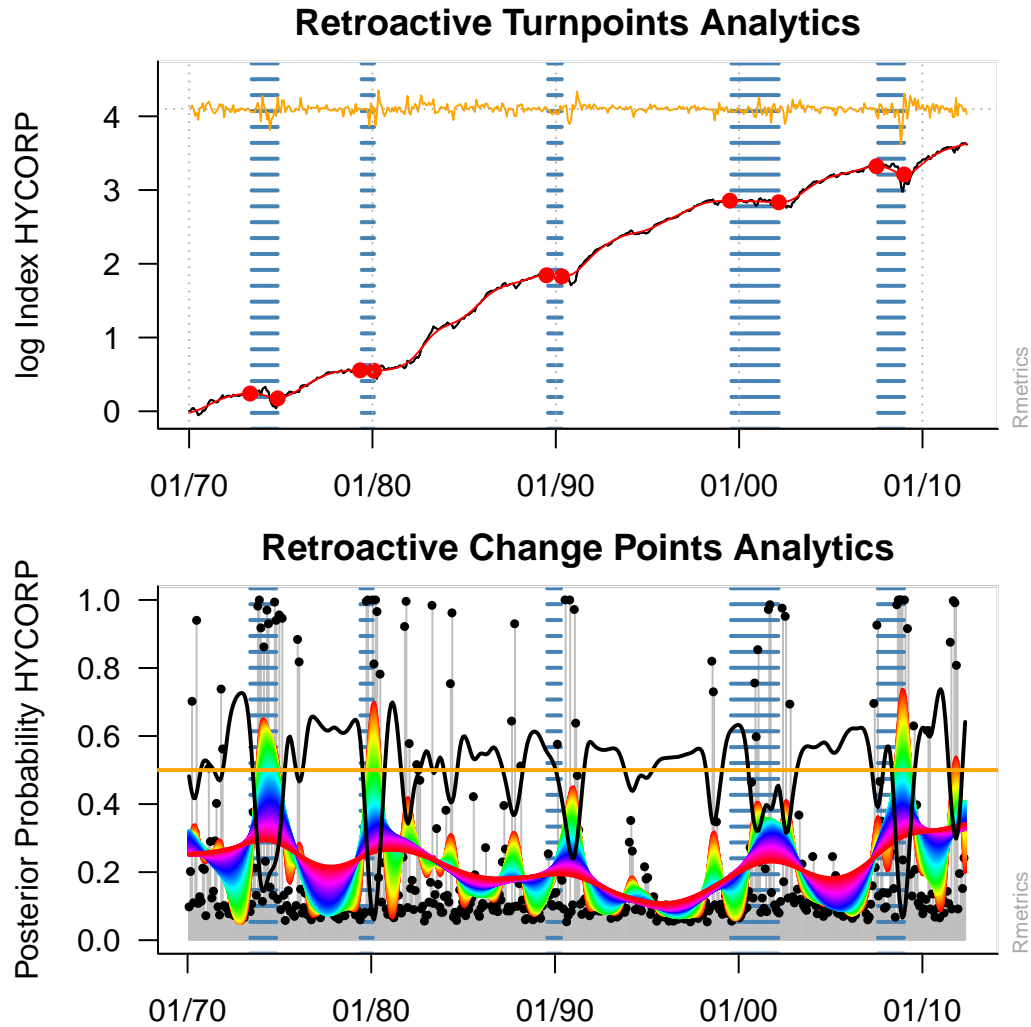 Retroactive Turnpoints Analytics
log Index HYCORP
4
3
2
1
0
01/70 01/80 01/90 01/00 01/10
Rmetrics
Retroactive Change Points Analytics
Posterior Probability HYCORP
1.0
0.8
0.6
0.4
0.2
0.0
01/70 01/80 01/90 01/00 01/10
Rmetrics